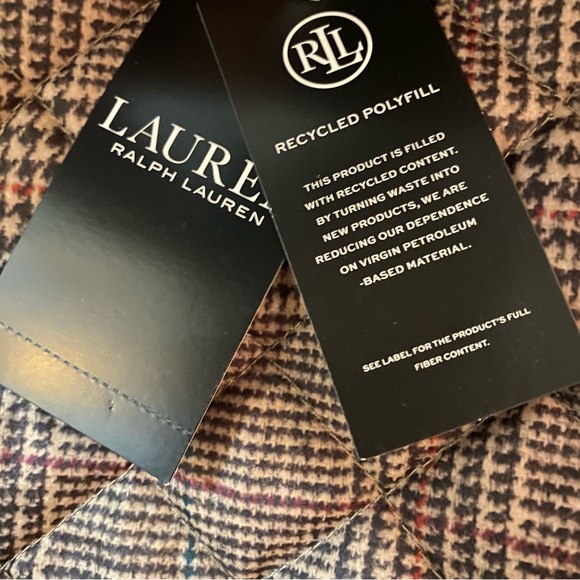 LAUREN
RALPH LAUREN
RLL
RECYCLED POLYFILL
THIS PRODUCT IS FILLED
WITH RECYCLED CONTENT.
BY TURNING WASTE INTO
NEW PRODUCTS, WE ARE
REDUCING OUR DEPENDENCE
ON VIRGIN PETROLEUM
-BASED MATERIAL.
SEE LABEL FOR THE PRODUCT'S FULL
FIBER CONTENT.